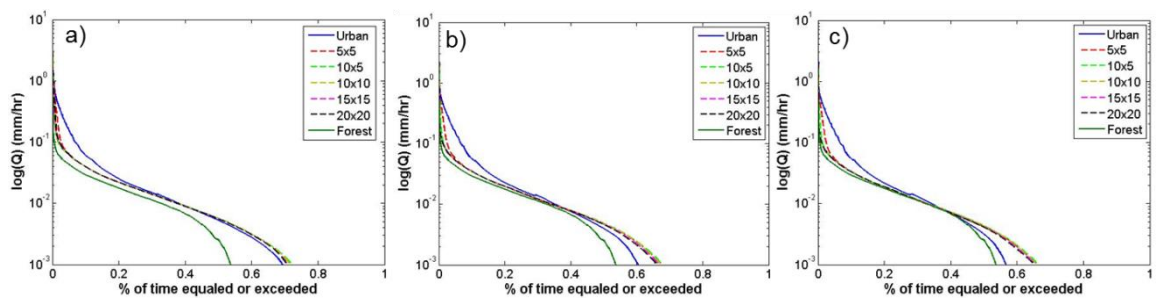 a)
Urban
5x5
10x5
10x10
15x15
20x20
Forest
log(Q) (mm/hr)
10¹
10⁰
10⁻¹
10⁻²
10⁻³
0 0.2 0.4 0.6 0.8 1
% of time equaled or exceeded
b)
Urban
5x5
10x5
10x10
15x15
20x20
Forest
log(Q) (mm/hr)
10¹
10⁰
10⁻¹
10⁻²
10⁻³
0 0.2 0.4 0.6 0.8 1
% of time equaled or exceeded
c)
Urban
5x5
10x5
10x10
15x15
20x20
Forest
log(Q) (mm/hr)
10¹
10⁰
10⁻¹
10⁻²
10⁻³
0 0.2 0.4 0.6 0.8 1
% of time equaled or exceeded